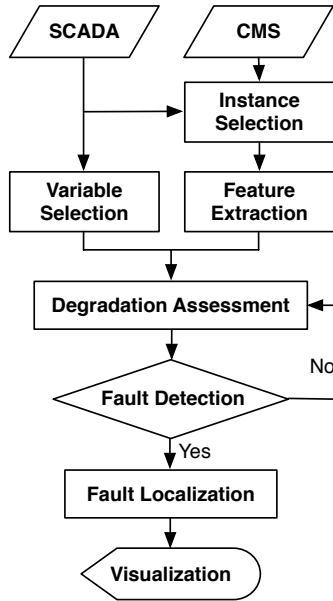 SCADA
CMS
Instance
Selection
Variable
Selection
Feature
Extraction
Degradation Assessment
Fault Detection
No
Yes
Fault Localization
Visualization